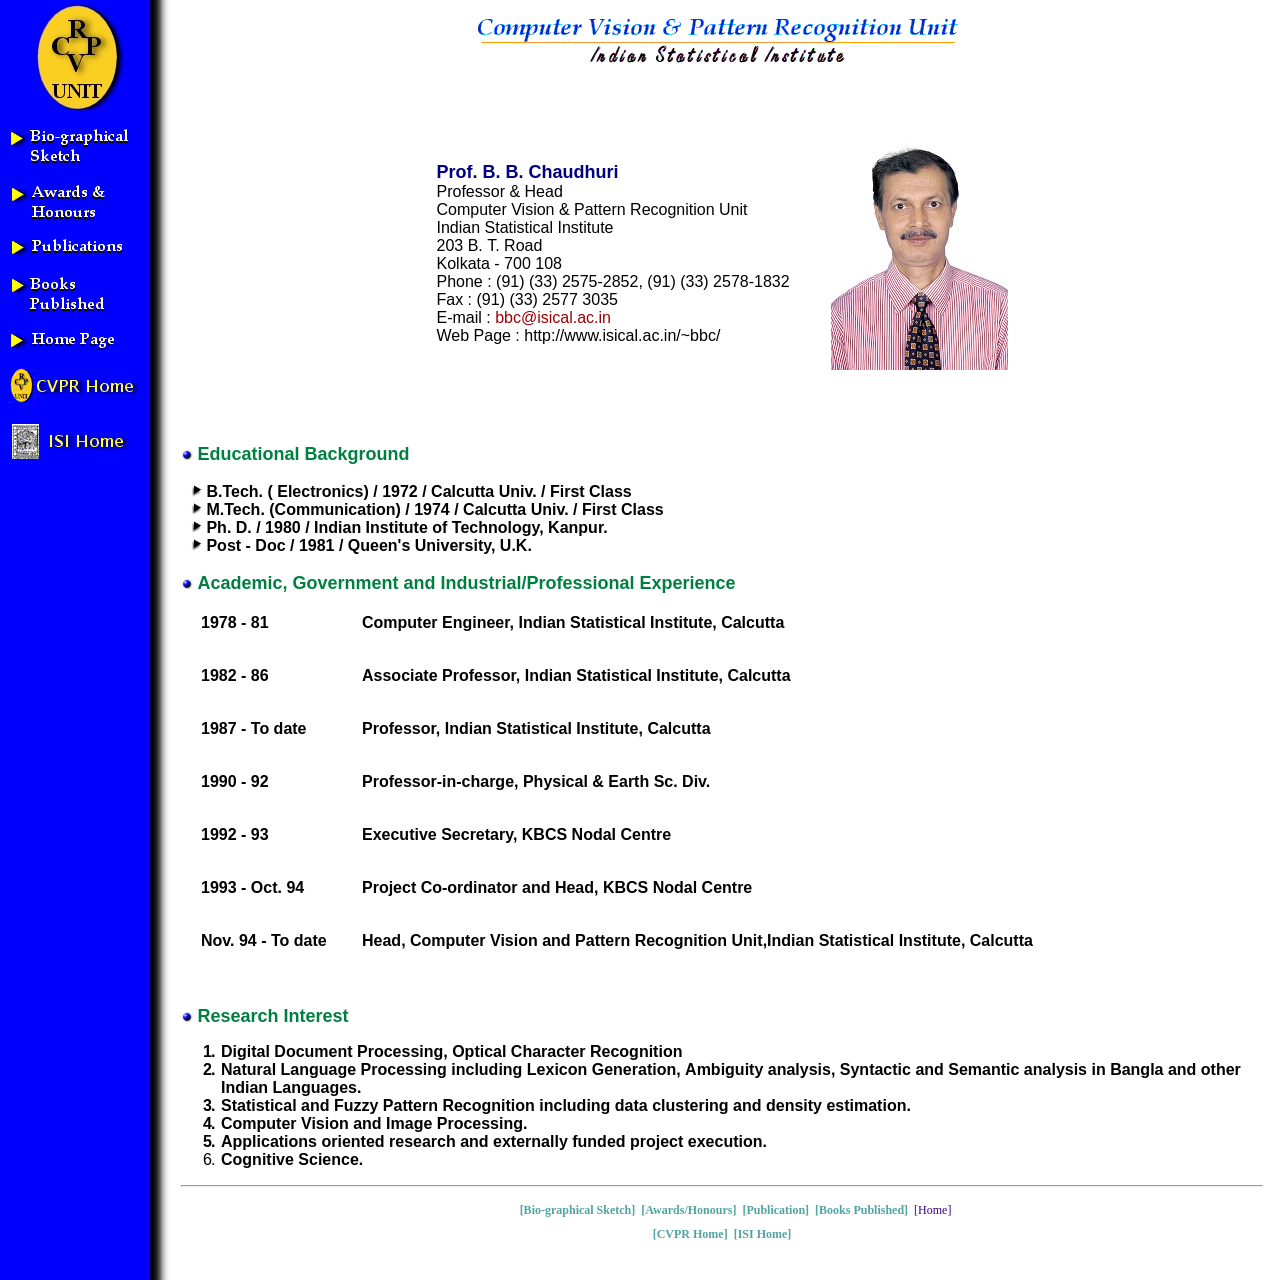 C R P V
UNIT
Bio-graphical
Sketch
Awards &
Honours
Publications
Books
Published
Home Page
CVPR Home
ISI Home
Computer Vision & Pattern Recognition Unit
Indian Statistical Institute
Prof. B. B. Chaudhuri
Professor & Head
Computer Vision & Pattern Recognition Unit
Indian Statistical Institute
203 B. T. Road
Kolkata - 700 108
Phone : (91) (33) 2575-2852, (91) (33) 2578-1832
Fax : (91) (33) 2577 3035
E-mail : bbc@isical.ac.in
Web Page : http://www.isical.ac.in/~bbc/
Educational Background
B.Tech. ( Electronics) / 1972 / Calcutta Univ. / First Class
M.Tech. (Communication) / 1974 / Calcutta Univ. / First Class
Ph. D. / 1980 / Indian Institute of Technology, Kanpur.
Post - Doc / 1981 / Queen's University, U.K.
Academic, Government and Industrial/Professional Experience
1978 - 81 Computer Engineer, Indian Statistical Institute, Calcutta
1982 - 86 Associate Professor, Indian Statistical Institute, Calcutta
1987 - To date Professor, Indian Statistical Institute, Calcutta
1990 - 92 Professor-in-charge, Physical & Earth Sc. Div.
1992 - 93 Executive Secretary, KBCS Nodal Centre
1993 - Oct. 94 Project Co-ordinator and Head, KBCS Nodal Centre
Nov. 94 - To date Head, Computer Vision and Pattern Recognition Unit,Indian Statistical Institute, Calcutta
Research Interest
1. Digital Document Processing, Optical Character Recognition
2. Natural Language Processing including Lexicon Generation, Ambiguity analysis, Syntactic and Semantic analysis in Bangla and other
Indian Languages.
3. Statistical and Fuzzy Pattern Recognition including data clustering and density estimation.
4. Computer Vision and Image Processing.
5. Applications oriented research and externally funded project execution.
6. Cognitive Science.
[Bio-graphical Sketch] [Awards/Honours] [Publication] [Books Published] [Home]
[CVPR Home] [ISI Home]